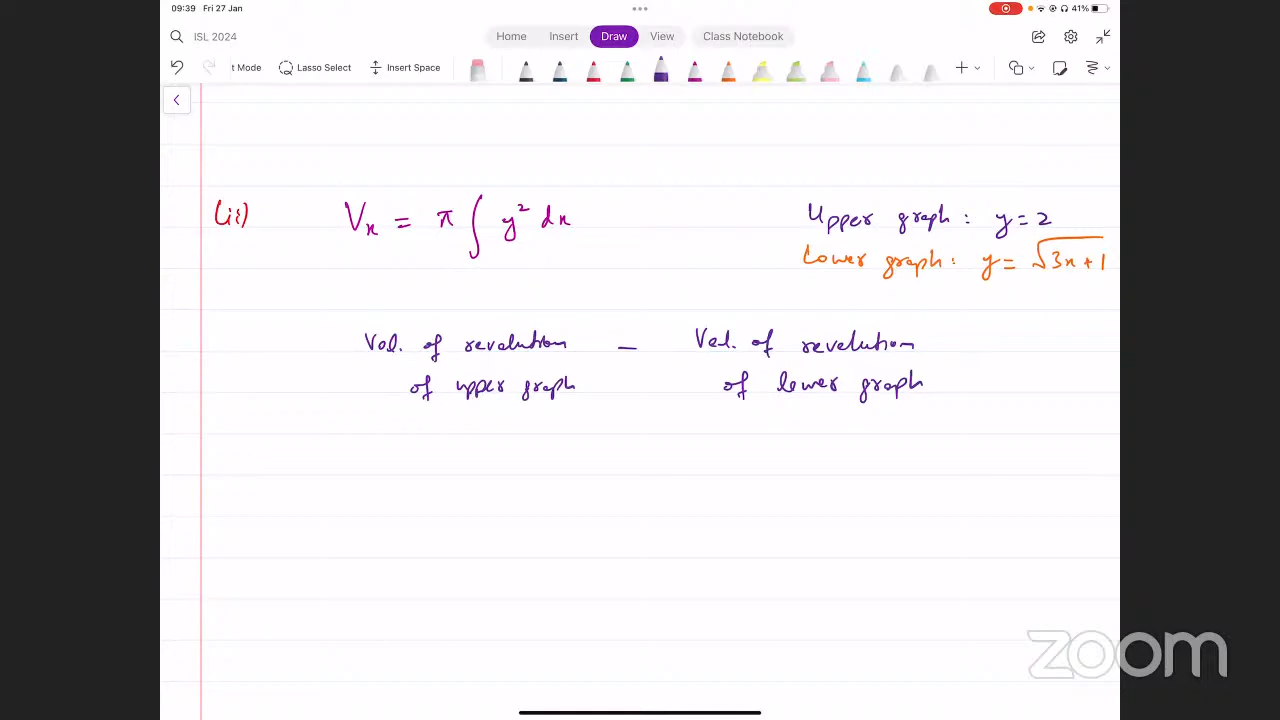 09:39 Fri 27 Jan
41%
ISL 2024
Home Insert Draw View Class Notebook
t Mode Lasso Select Insert Space
(ii) Vx = π ∫ y² dx
Upper graph : y = 2
Lower graph : y = √3x + 1
Vol. of revolution — Vol. of revolution
of upper graph of lower graph
zoom